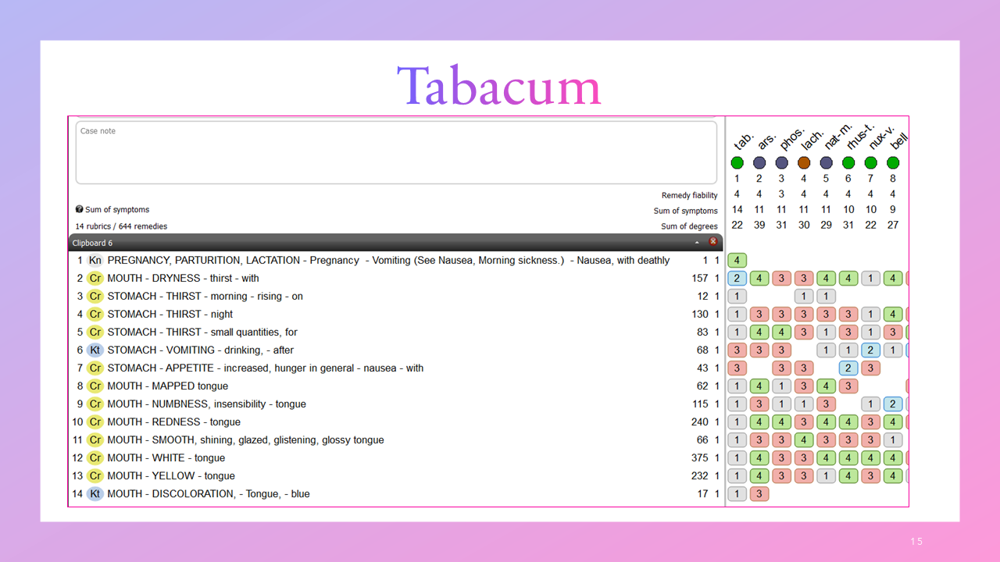 Tabacum
Case note
tab. ars. phos. lach. nat-m. rhus-t. nux-v. bell
1 2 3 4 5 6 7 8
Remedy fiability 4 4 3 4 4 4 4 4
Sum of symptoms Sum of symptoms 14 11 11 11 11 10 10 9
14 rubrics / 644 remedies Sum of degrees 22 39 31 30 29 31 22 27
Clipboard 6
1 Kn PREGNANCY, PARTURITION, LACTATION - Pregnancy - Vomiting (See Nausea, Morning sickness.) - Nausea, with deathly 1 1 4
2 Cr MOUTH - DRYNESS - thirst - with 157 1 2 4 3 3 4 4 1 4
3 Cr STOMACH - THIRST - morning - rising - on 12 1 1 1 1
4 Cr STOMACH - THIRST - night 130 1 1 3 3 3 3 3 1 4
5 Cr STOMACH - THIRST - small quantities, for 83 1 1 4 4 3 1 3 1 3
6 Kt STOMACH - VOMITING - drinking, - after 68 1 3 3 3 1 1 2 1
7 Cr STOMACH - APPETITE - increased, hunger in general - nausea - with 43 1 3 3 3 2 3
8 Cr MOUTH - MAPPED tongue 62 1 1 4 1 3 4 3
9 Cr MOUTH - NUMBNESS, insensibility - tongue 115 1 1 3 1 1 3 1 2
10 Cr MOUTH - REDNESS - tongue 240 1 1 4 4 3 4 4 3 4
11 Cr MOUTH - SMOOTH, shining, glazed, glistening, glossy tongue 66 1 1 3 3 4 3 3 3 1
12 Cr MOUTH - WHITE - tongue 375 1 1 4 3 3 4 4 4 4
13 Cr MOUTH - YELLOW - tongue 232 1 1 4 3 3 1 4 3 4
14 Kt MOUTH - DISCOLORATION, - Tongue, - blue 17 1 1 3
15